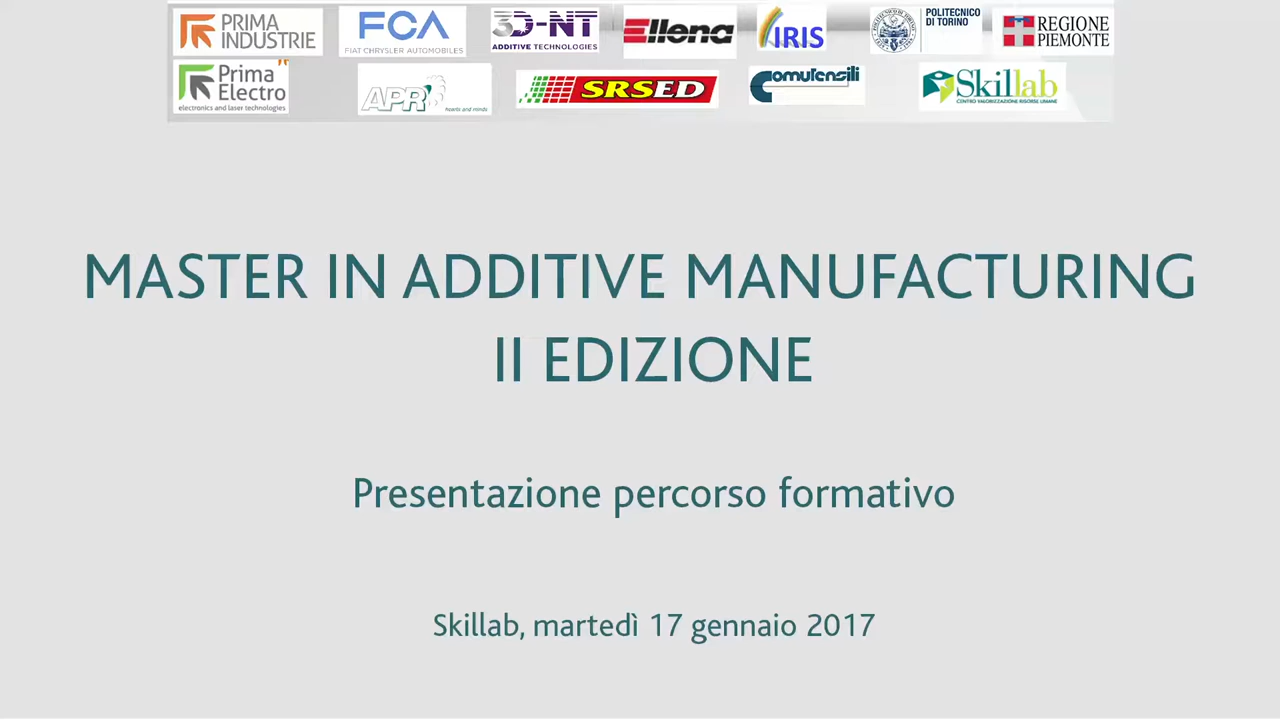 PRIMA INDUSTRIE
FCA
FIAT CHRYSLER AUTOMOBILES
3D-NT
ADDITIVE TECHNOLOGIES
Ellena
IRIS
POLITECNICO DI TORINO
REGIONE PIEMONTE
Prima Electro
electronics and laser technologies
APR
hearts and minds
SRSED
Comutensili
Skillab
CENTRO VALORIZZAZIONE RISORSE UMANE
MASTER IN ADDITIVE MANUFACTURING
II EDIZIONE
Presentazione percorso formativo
Skillab, martedì 17 gennaio 2017